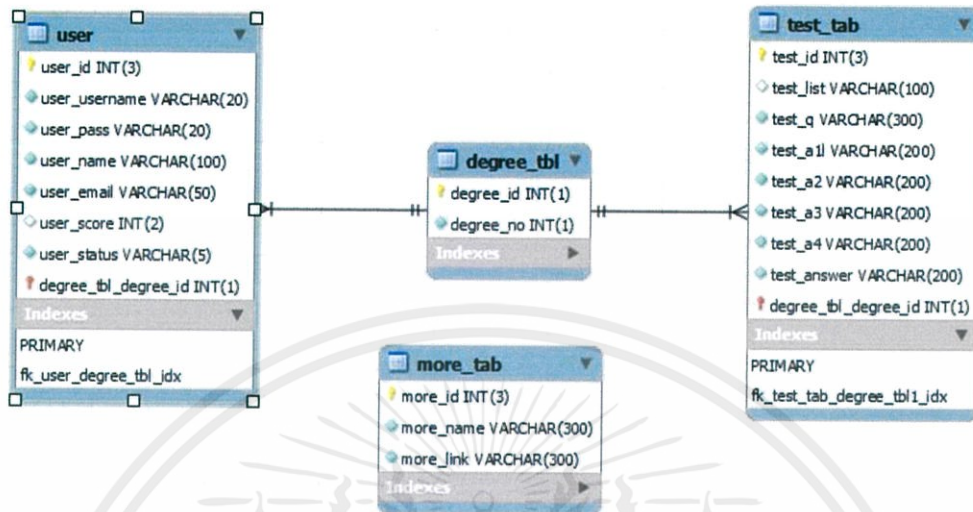 user
user_id INT(3)
user_username VARCHAR(20)
user_pass VARCHAR(20)
user_name VARCHAR(100)
user_email VARCHAR(50)
user_score INT(2)
user_status VARCHAR(5)
degree_tbl_degree_id INT(1)
Indexes
PRIMARY
fk_user_degree_tbl_idx
degree_tbl
degree_id INT(1)
degree_no INT(1)
Indexes
more_tab
more_id INT(3)
more_name VARCHAR(300)
more_link VARCHAR(300)
Indexes
test_tab
test_id INT(3)
test_list VARCHAR(100)
test_q VARCHAR(300)
test_a1l VARCHAR(200)
test_a2 VARCHAR(200)
test_a3 VARCHAR(200)
test_a4 VARCHAR(200)
test_answer VARCHAR(200)
degree_tbl_degree_id INT(1)
Indexes
PRIMARY
fk_test_tab_degree_tbl1_idx